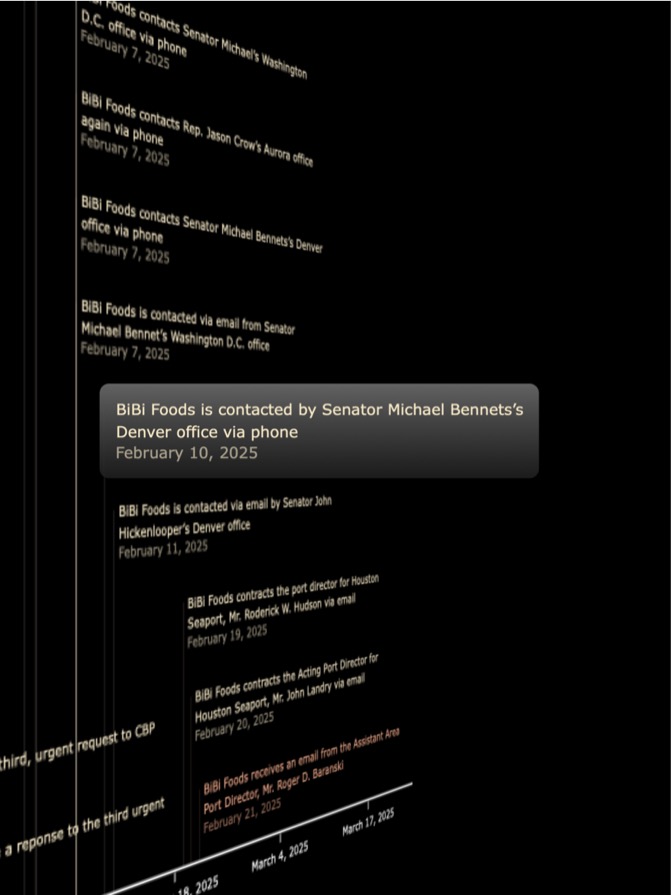 Foods contacts Senator Michael's Washington
D.C. office via phone
February 7, 2025
BiBi Foods contacts Rep. Jason Crow's Aurora office
again via phone
February 7, 2025
BiBi Foods contacts Senator Michael Bennets's Denver
office via phone
February 7, 2025
BiBi Foods is contacted via email from Senator
Michael Bennet's Washington D.C. office
February 7, 2025
BiBi Foods is contacted by Senator Michael Bennets's
Denver office via phone
February 10, 2025
BiBi Foods is contacted via email by Senator John
Hickenlooper's Denver office
February 11, 2025
BiBi Foods contracts the port director for Houston
Seaport, Mr. Roderick W. Hudson via email
February 19, 2025
BiBi Foods contracts the Acting Port Director for
Houston Seaport, Mr. John Landry via email
February 20, 2025
third, urgent request to CBP
BiBi Foods receives an email from the Assistant Area
Port Director, Mr. Roger D. Baranski
February 21, 2025
a reponse to the third urgent
18, 2025
March 4, 2025
March 17, 2025